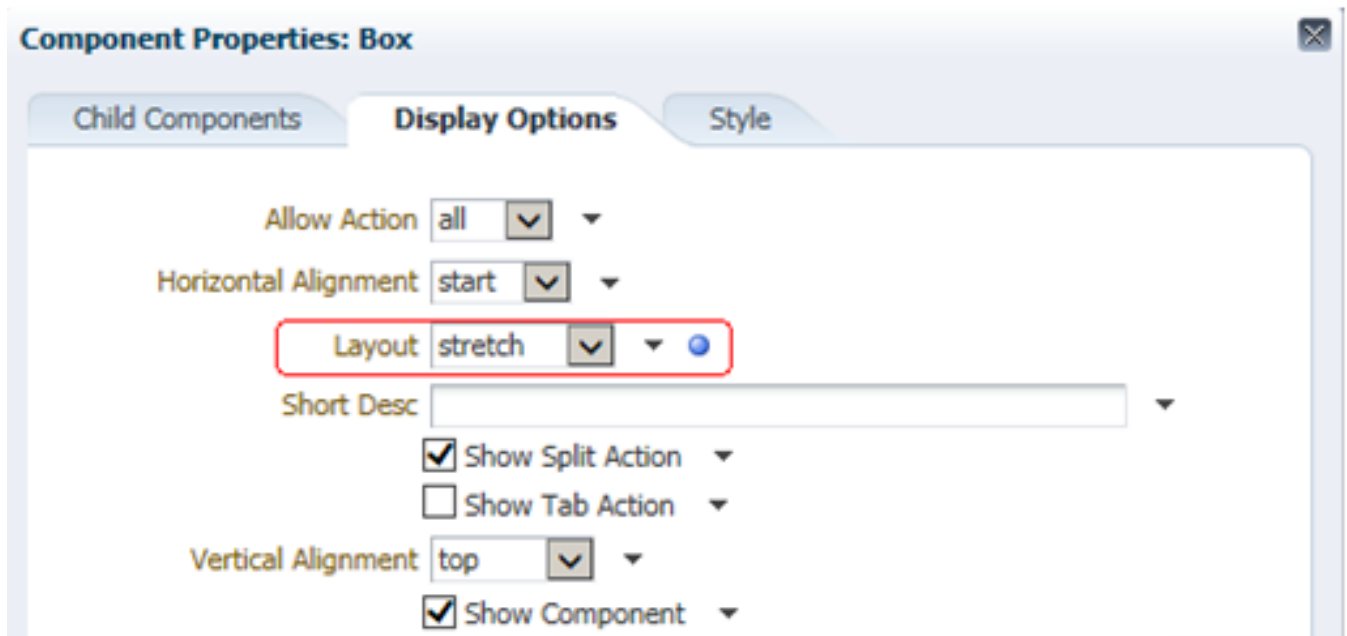 Component Properties: Box
Child Components Display Options Style
Allow Action all
Horizontal Alignment start
Layout stretch
Short Desc
Show Split Action
Show Tab Action
Vertical Alignment top
Show Component